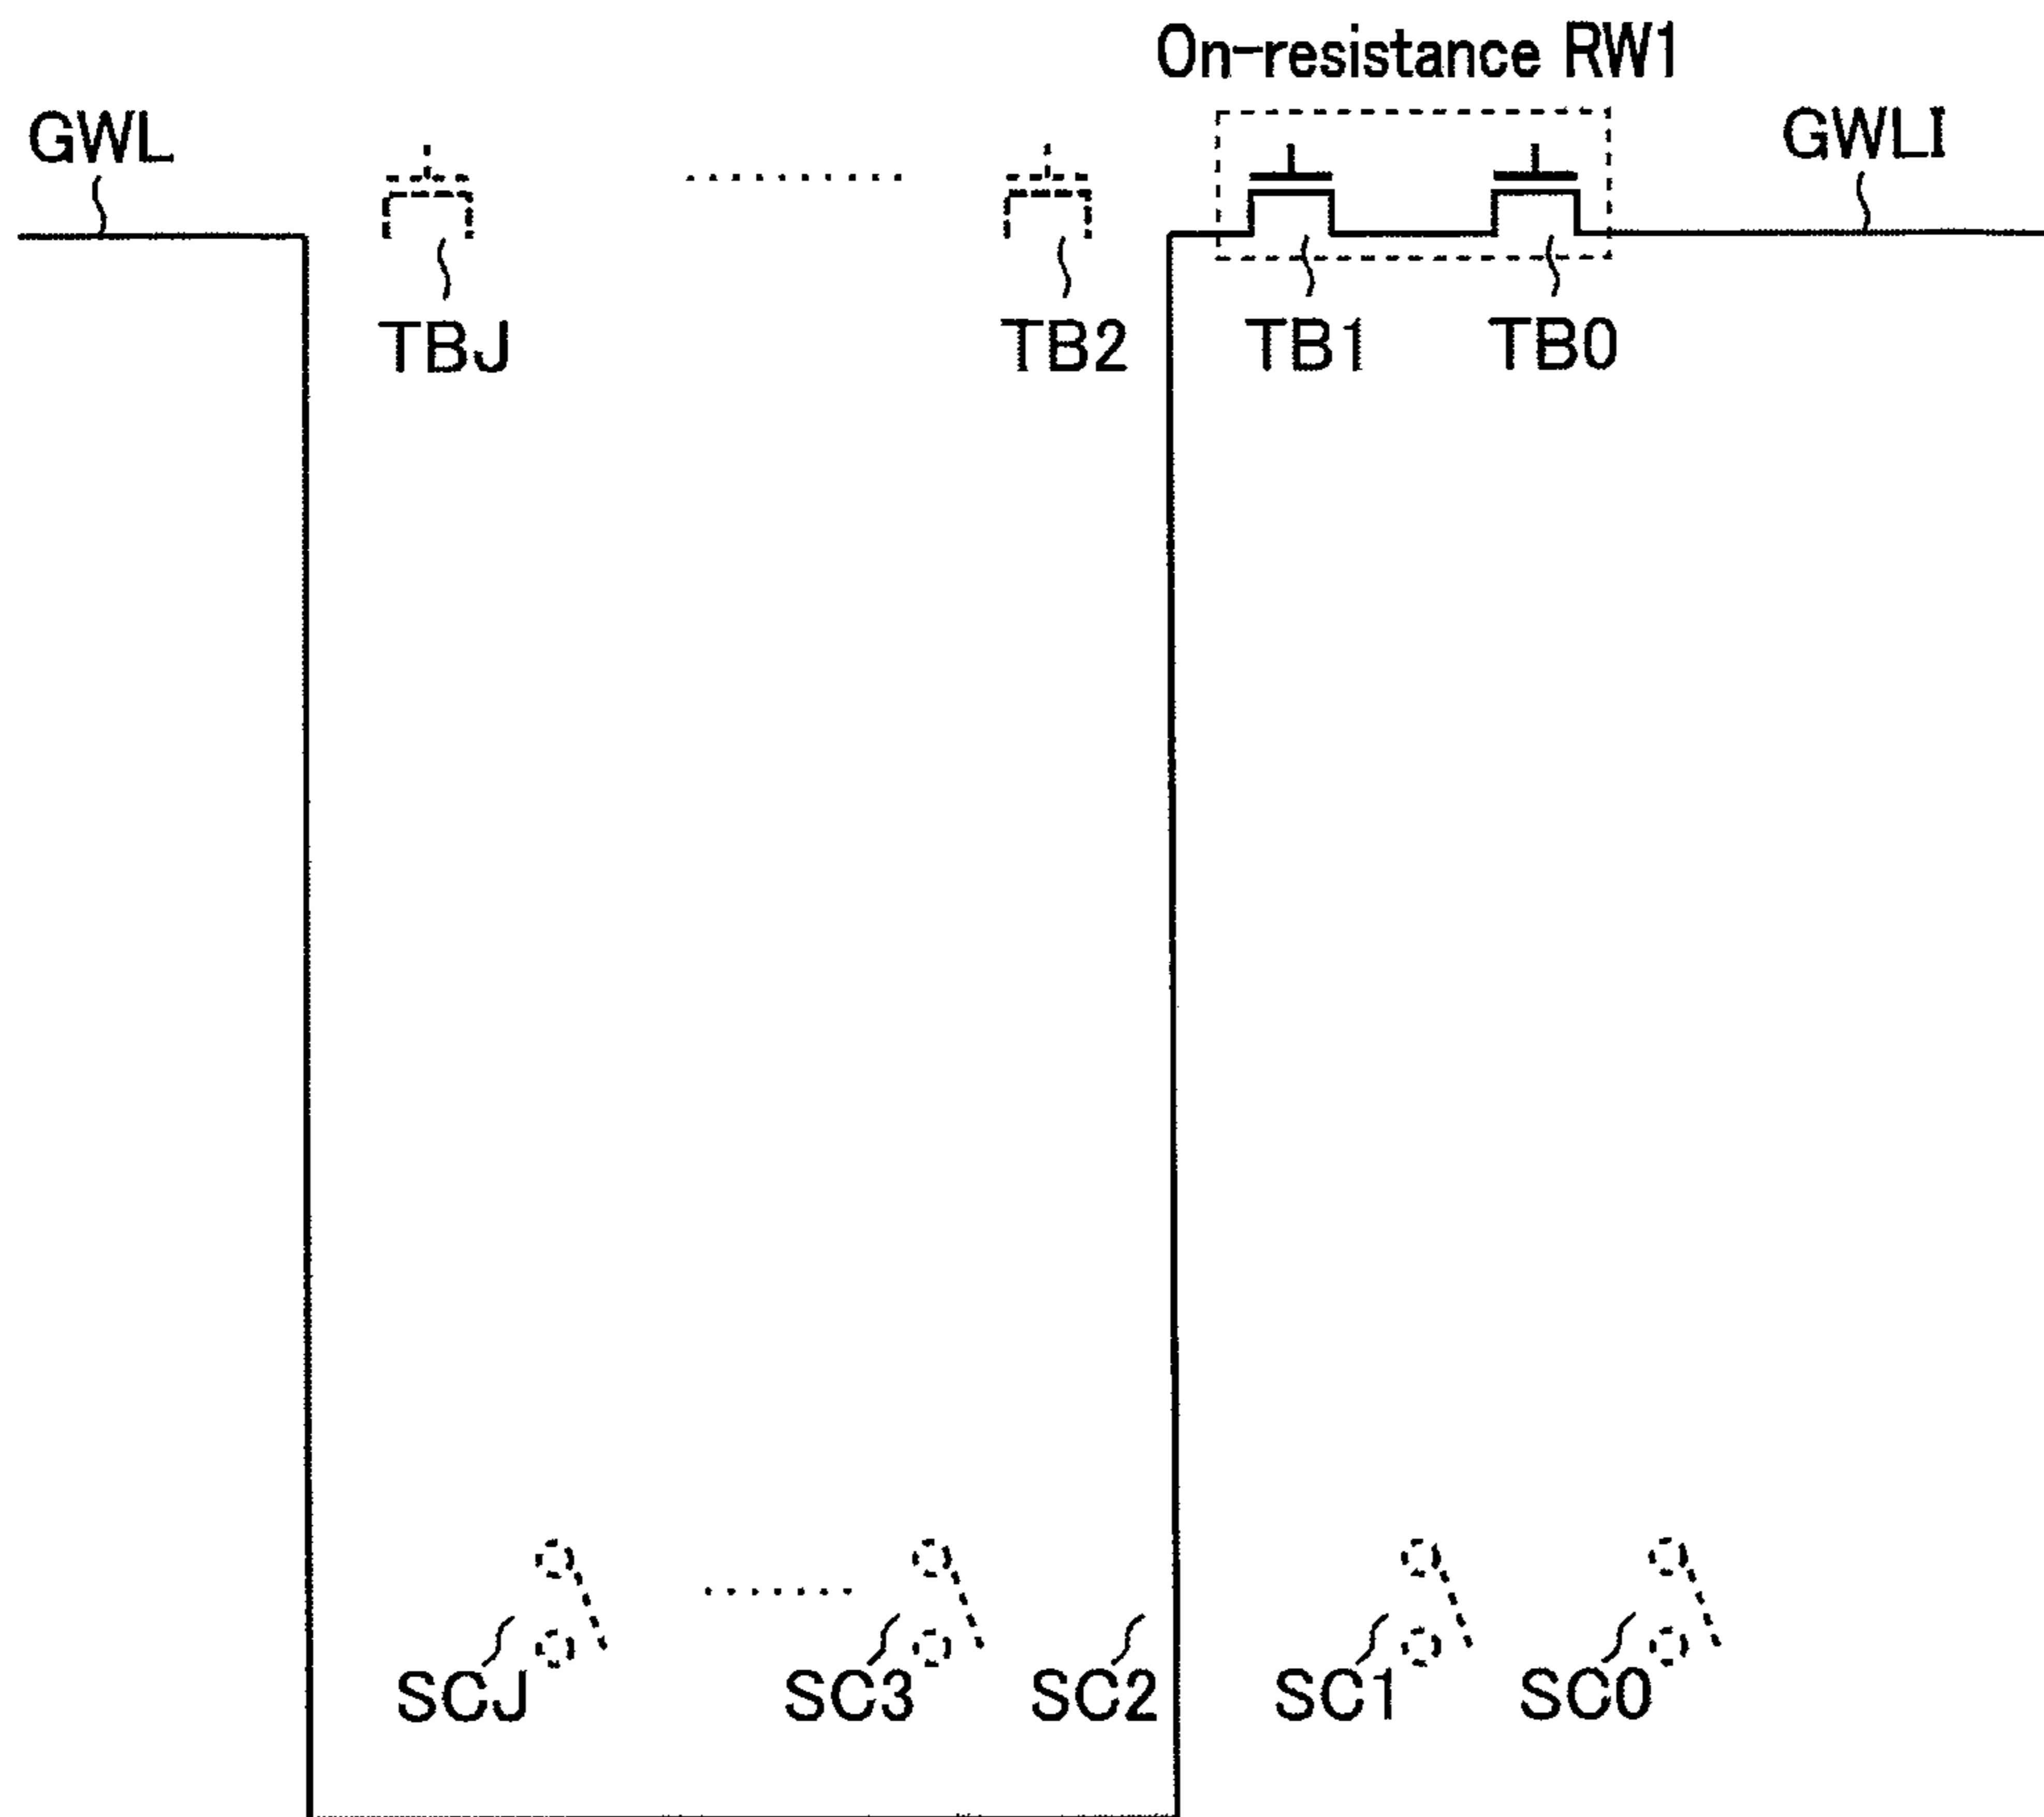 On-resistance RW1
GWL
GWLI
TBJ
TB2
TB1
TB0
SCJ
SC3
SC2
SC1
SC0